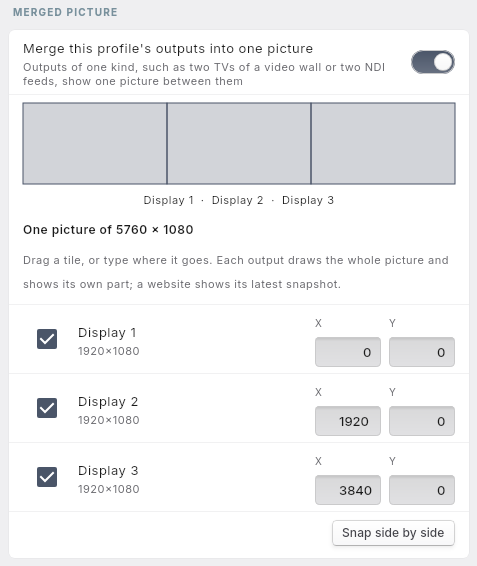 MERGED PICTURE
Merge this profile's outputs into one picture
Outputs of one kind, such as two TVs of a video wall or two NDI
feeds, show one picture between them
Display 1 · Display 2 · Display 3
One picture of 5760 × 1080
Drag a tile, or type where it goes. Each output draws the whole picture and
shows its own part; a website shows its latest snapshot.
X Y
Display 1
1920×1080
0 0
X Y
Display 2
1920×1080
1920 0
X Y
Display 3
1920×1080
3840 0
Snap side by side